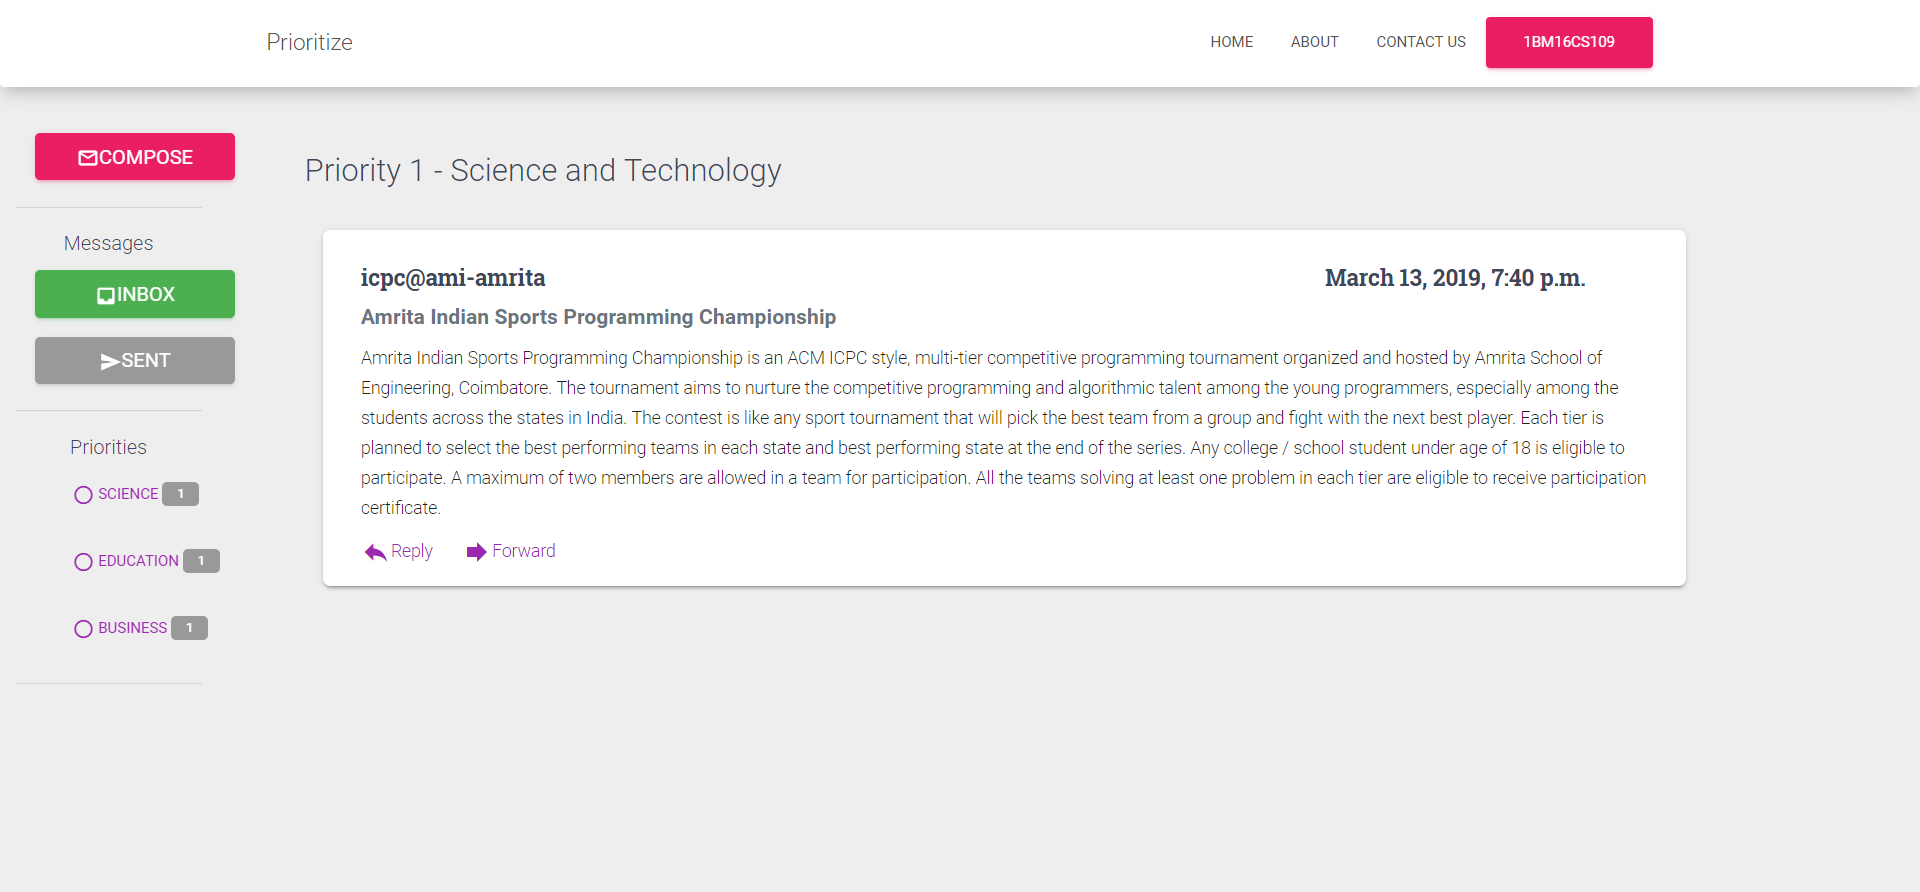 Prioritize
HOME
ABOUT
CONTACT US
1BM16CS109
COMPOSE
Messages
INBOX
SENT
Priorities
SCIENCE 1
EDUCATION 1
BUSINESS 1
Priority 1 - Science and Technology
icpc@ami-amrita
March 13, 2019, 7:40 p.m.
Amrita Indian Sports Programming Championship
Amrita Indian Sports Programming Championship is an ACM ICPC style, multi-tier competitive programming tournament organized and hosted by Amrita School of
Engineering, Coimbatore. The tournament aims to nurture the competitive programming and algorithmic talent among the young programmers, especially among the
students across the states in India. The contest is like any sport tournament that will pick the best team from a group and fight with the next best player. Each tier is
planned to select the best performing teams in each state and best performing state at the end of the series. Any college / school student under age of 18 is eligible to
participate. A maximum of two members are allowed in a team for participation. All the teams solving at least one problem in each tier are eligible to receive participation
certificate.
Reply
Forward